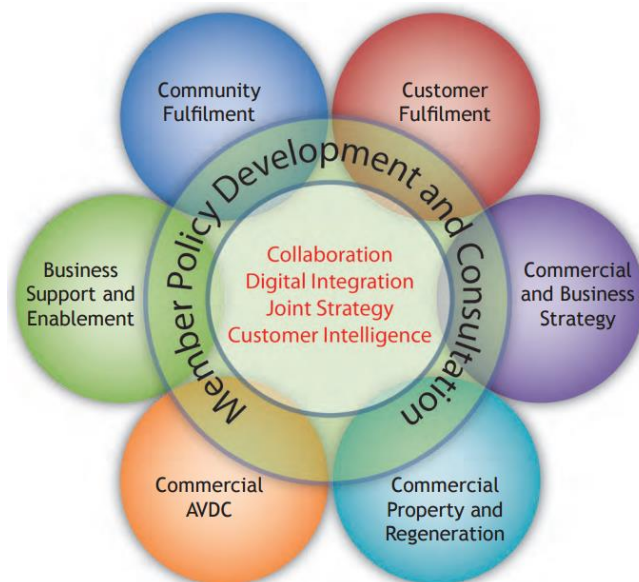 Community
Fulfilment
Customer
Fulfilment
Member Policy Development and Consultation
Business
Support and
Enablement
Collaboration
Digital Integration
Joint Strategy
Customer Intelligence
Commercial
and Business
Strategy
Commercial
AVDC
Commercial
Property and
Regeneration